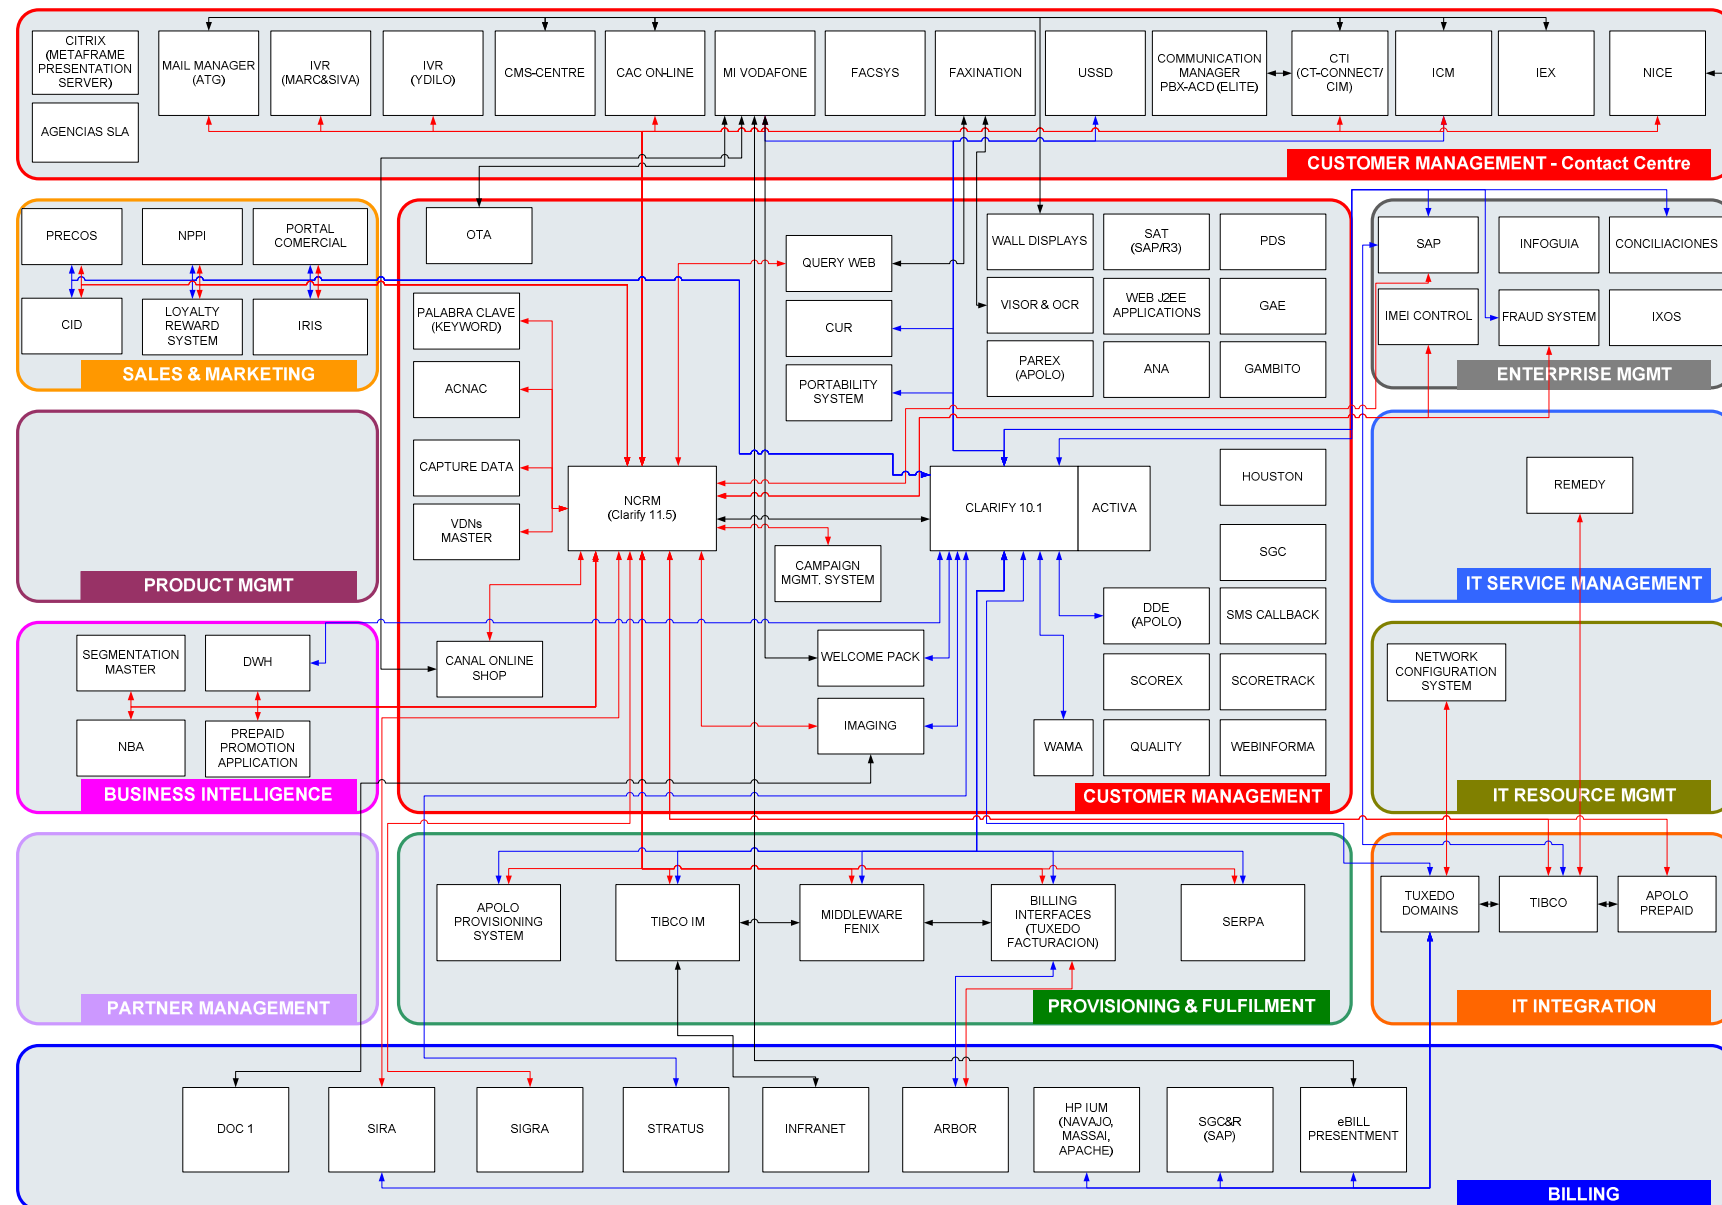 CITRIX
(METAFRAME
PRESENTATION
SERVER)
MAIL MANAGER
(ATG)
IVR
(MARC&SIVA)
IVR
(YDILO)
CMS-CENTRE
CAC ON-LINE
MI VODAFONE
FACSYS
FAXINATION
USSD
COMMUNICATION
MANAGER
PBX-ACD (ELITE)
CTI
(CT-CONNECT/
CIM)
ICM
IEX
NICE
AGENCIAS SLA
CUSTOMER MANAGEMENT - Contact Centre
PRECOS
NPPI
PORTAL
COMERCIAL
CID
LOYALTY
REWARD
SYSTEM
IRIS
SALES & MARKETING
PRODUCT MGMT
SEGMENTATION
MASTER
DWH
NBA
PREPAID
PROMOTION
APPLICATION
BUSINESS INTELLIGENCE
PARTNER MANAGEMENT
OTA
QUERY WEB
WALL DISPLAYS
SAT
(SAP/R3)
PDS
PALABRA CLAVE
(KEYWORD)
CUR
VISOR & OCR
WEB J2EE
APPLICATIONS
GAE
ACNAC
PORTABILITY
SYSTEM
PAREX
(APOLO)
ANA
GAMBITO
CAPTURE DATA
VDNs
MASTER
NCRM
(Clarify 11.5)
CLARIFY 10.1
ACTIVA
HOUSTON
CAMPAIGN
MGMT. SYSTEM
SGC
DDE
(APOLO)
SMS CALLBACK
CANAL ONLINE
SHOP
WELCOME PACK
SCOREX
SCORETRACK
IMAGING
WAMA
QUALITY
WEBINFORMA
CUSTOMER MANAGEMENT
SAP
INFOGUIA
CONCILIACIONES
IMEI CONTROL
FRAUD SYSTEM
IXOS
ENTERPRISE MGMT
REMEDY
IT SERVICE MANAGEMENT
NETWORK
CONFIGURATION
SYSTEM
IT RESOURCE MGMT
APOLO
PROVISIONING
SYSTEM
TIBCO IM
MIDDLEWARE
FENIX
BILLING
INTERFACES
(TUXEDO
FACTURACION)
SERPA
PROVISIONING & FULFILMENT
TUXEDO
DOMAINS
TIBCO
APOLO
PREPAID
IT INTEGRATION
DOC 1
SIRA
SIGRA
STRATUS
INFRANET
ARBOR
HP IUM
(NAVAJO,
MASSAI,
APACHE)
SGC&R
(SAP)
eBILL
PRESENTMENT
BILLING